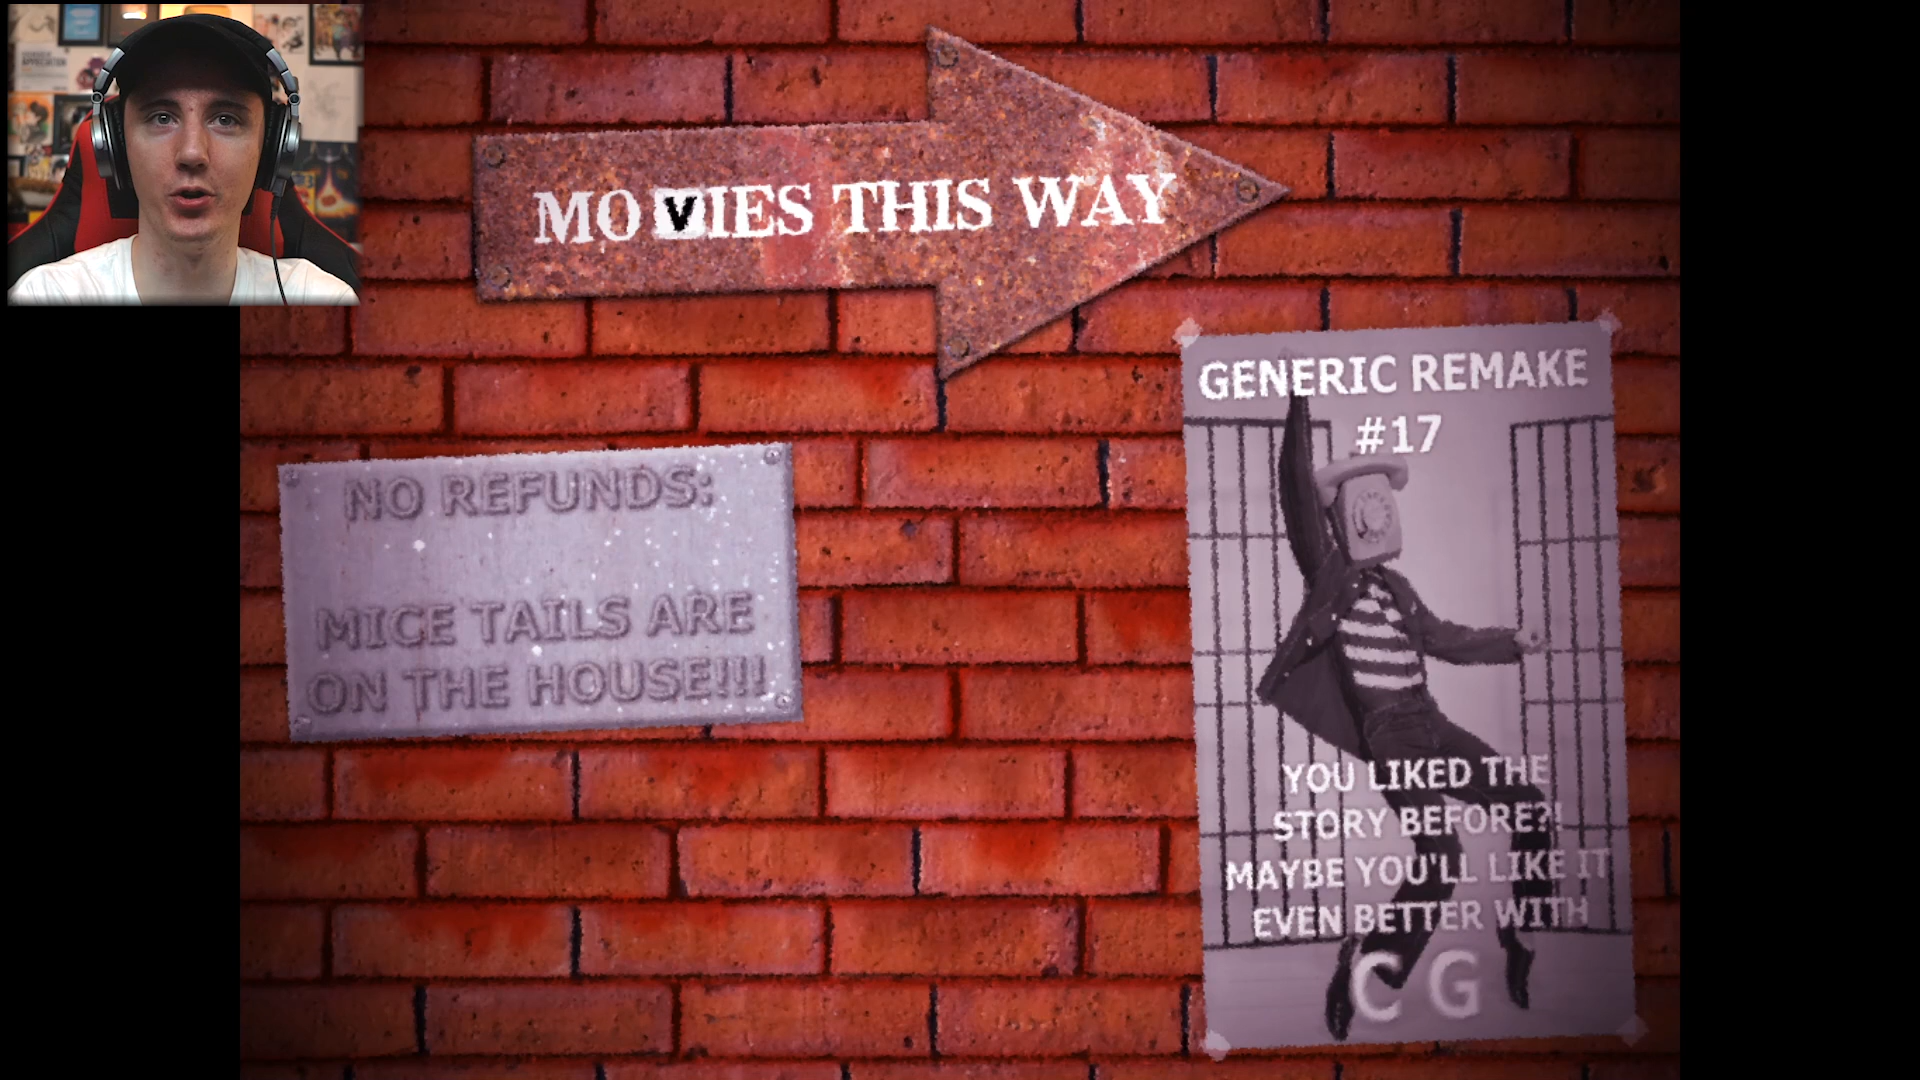 MOVIES THIS WAY
GENERIC REMAKE
#17
NO REFUNDS:
MICE TAILS ARE
ON THE HOUSE!!!
YOU LIKED THE
STORY BEFORE?!
MAYBE YOU'LL LIKE IT
EVEN BETTER WITH
C G